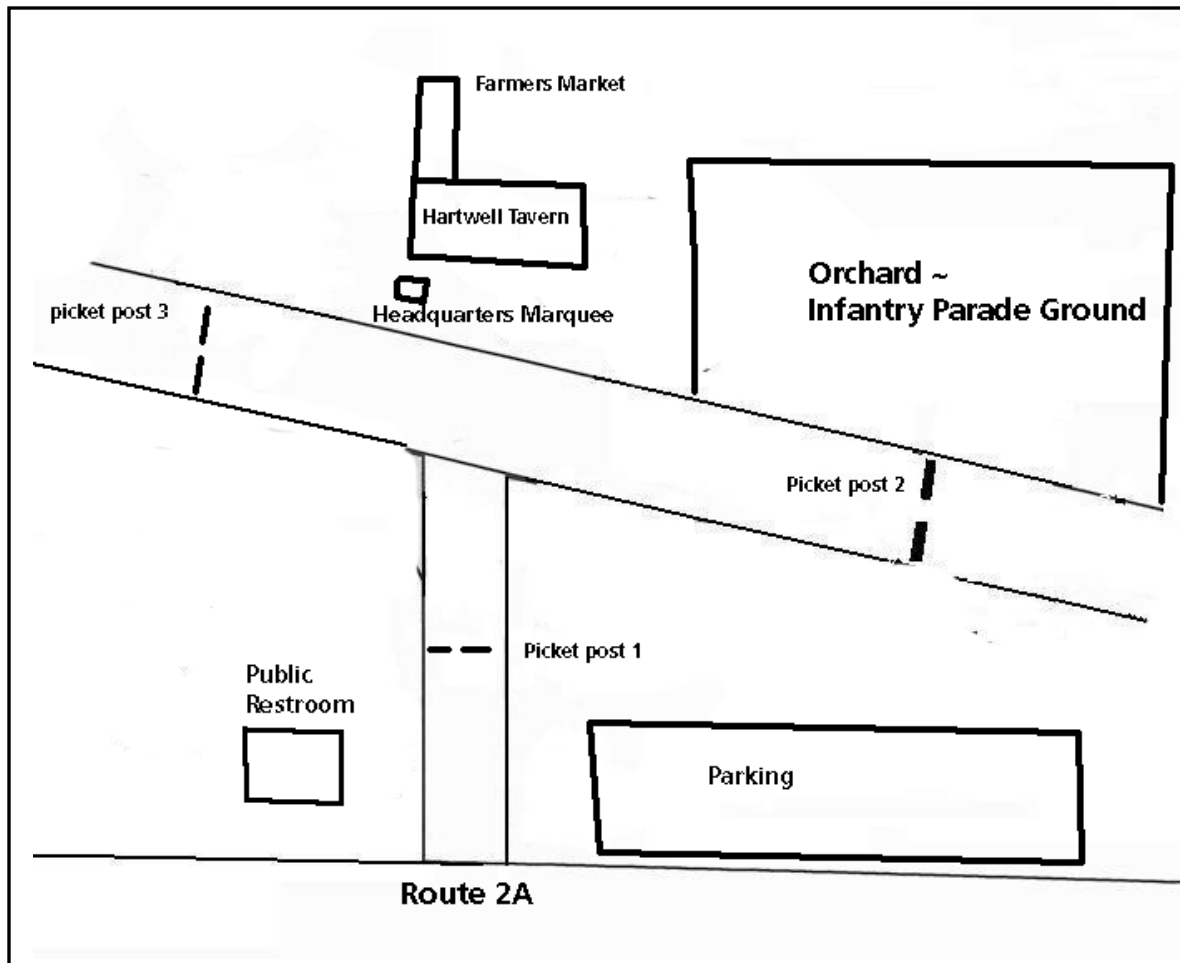 Farmers Market
Hartwell Tavern
Orchard ~
Infantry Parade Ground
picket post 3
Headquarters Marquee
Picket post 2
Picket post 1
Public
Restroom
Parking
Route 2A